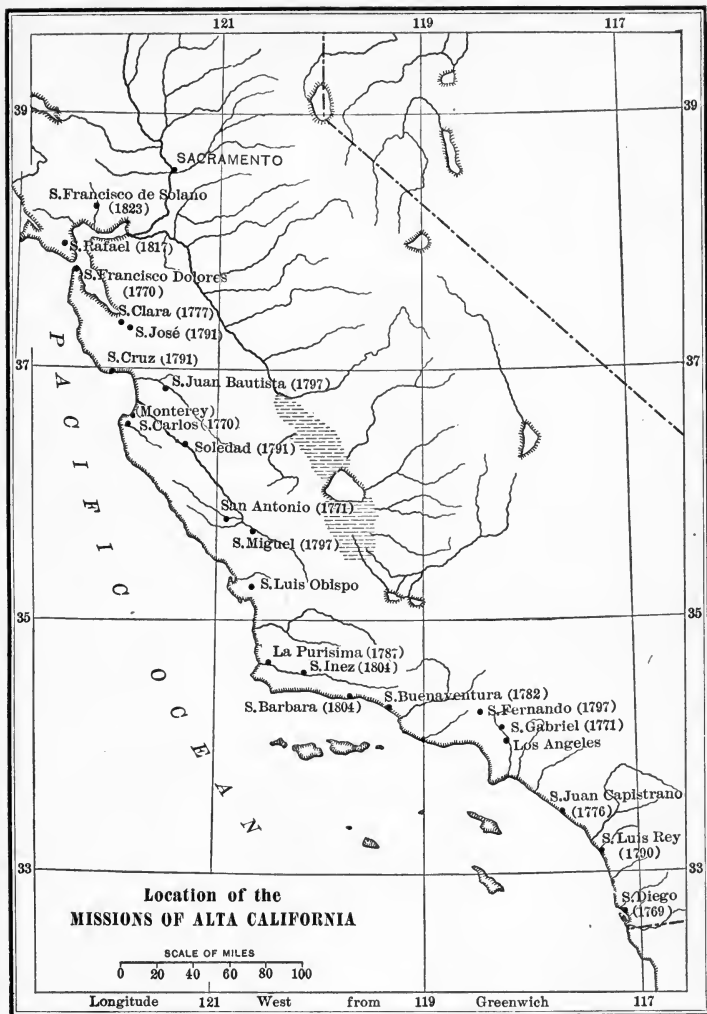 121 119 117
39 39
SACRAMENTO
S.Francisco de Solano
(1823)
S.Rafael (1817)
S.Francisco Dolores
(1770)
S.Clara (1777)
S.José (1791)
37 37
S.Cruz (1791)
S.Juan Bautista (1797)
(Monterey)
S.Carlos (1770)
Soledad (1791)
San Antonio (1771)
S.Miguel (1797)
S.Luis Obispo
35 35
La Purisima (1787)
S.Inez (1804)
S.Barbara (1804)
S.Buenaventura (1782)
S.Fernando (1797)
S.Gabriel (1771)
Los Angeles
S.Juan Capistrano
(1776)
S.Luis Rey
(1790)
33 33
S.Diego
(1769)
PACIFIC OCEAN
Location of the
MISSIONS OF ALTA CALIFORNIA
SCALE OF MILES
0 20 40 60 80 100
Longitude 121 West from 119 Greenwich 117